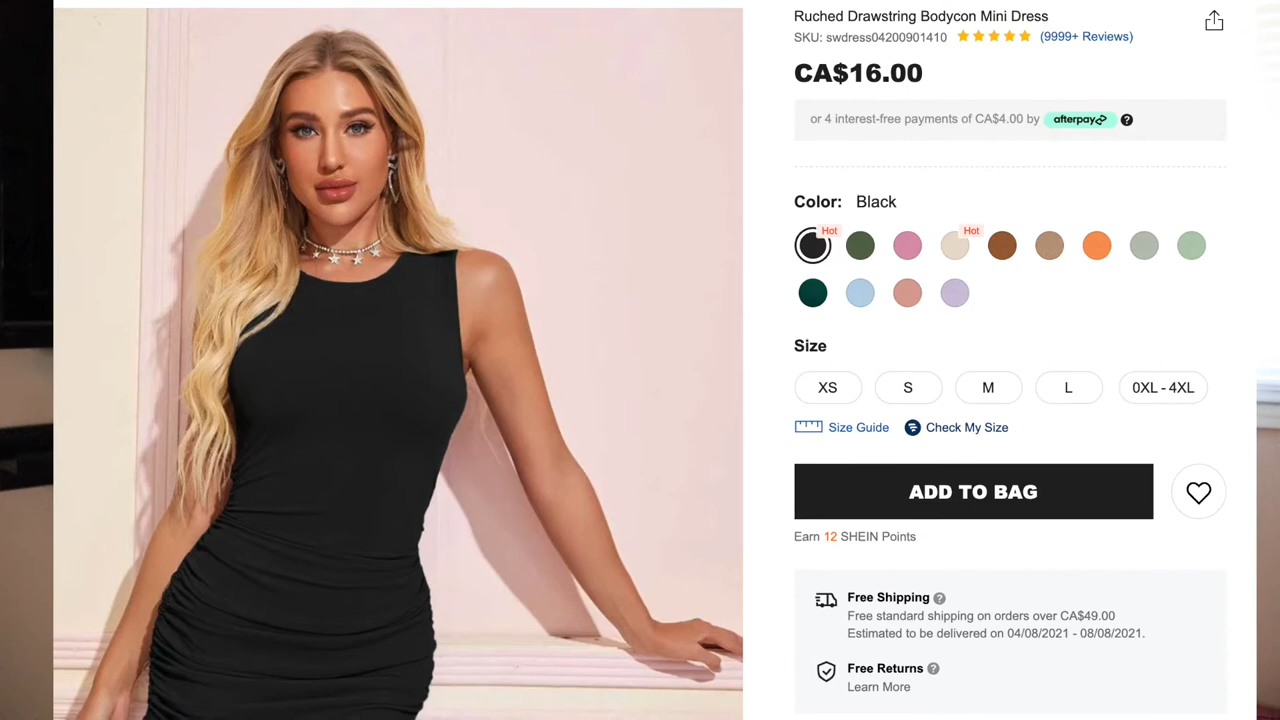 Ruched Drawstring Bodycon Mini Dress
SKU: swdress04200901410 (9999+ Reviews)
CA$16.00
or 4 interest-free payments of CA$4.00 by afterpay ?
Color: Black
Hot Hot
Size
XS S M L 0XL - 4XL
Size Guide Check My Size
ADD TO BAG
Earn 12 SHEIN Points
Free Shipping ?
Free standard shipping on orders over CA$49.00
Estimated to be delivered on 04/08/2021 - 08/08/2021.
Free Returns ?
Learn More